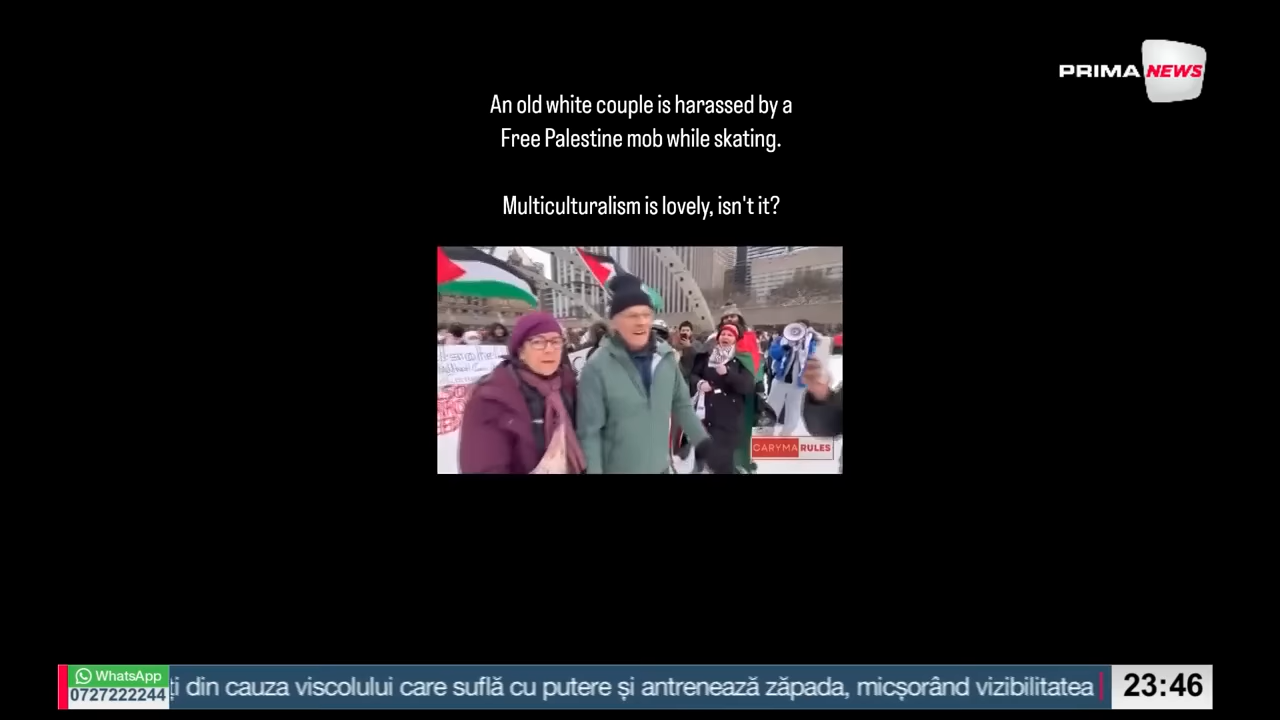 PRIMA NEWS
An old white couple is harassed by a
Free Palestine mob while skating.
Multiculturalism is lovely, isn't it?
CARYMA RULES
WhatsApp
0727222244
ți din cauza viscolului care suflă cu putere și antrenează zăpada, micșorând vizibilitatea
23:46